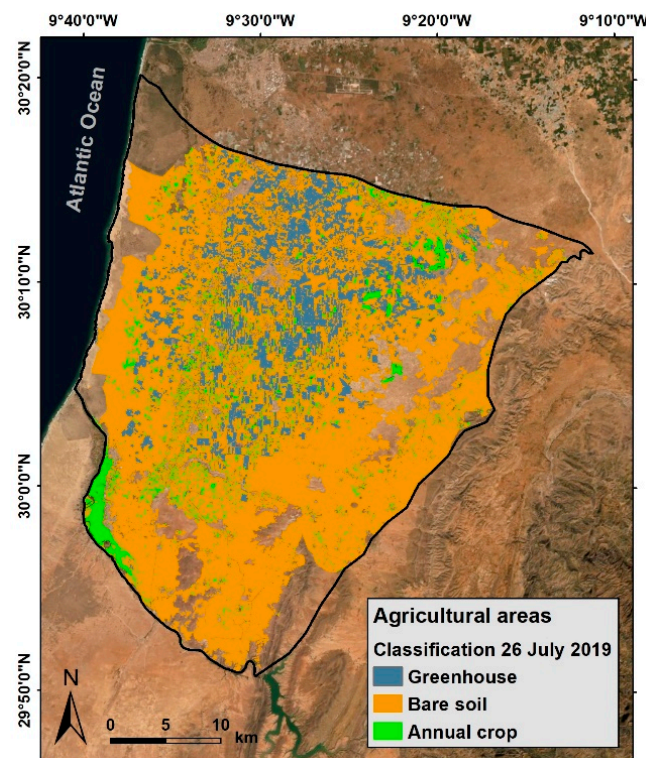 9°40'0"W 9°30'0"W 9°20'0"W 9°10'0"W
30°20'0"N
Atlantic Ocean
30°10'0"N
30°0'0"N
29°50'0"N
N
0 5 10
km
Agricultural areas
Classification 26 July 2019
Greenhouse
Bare soil
Annual crop